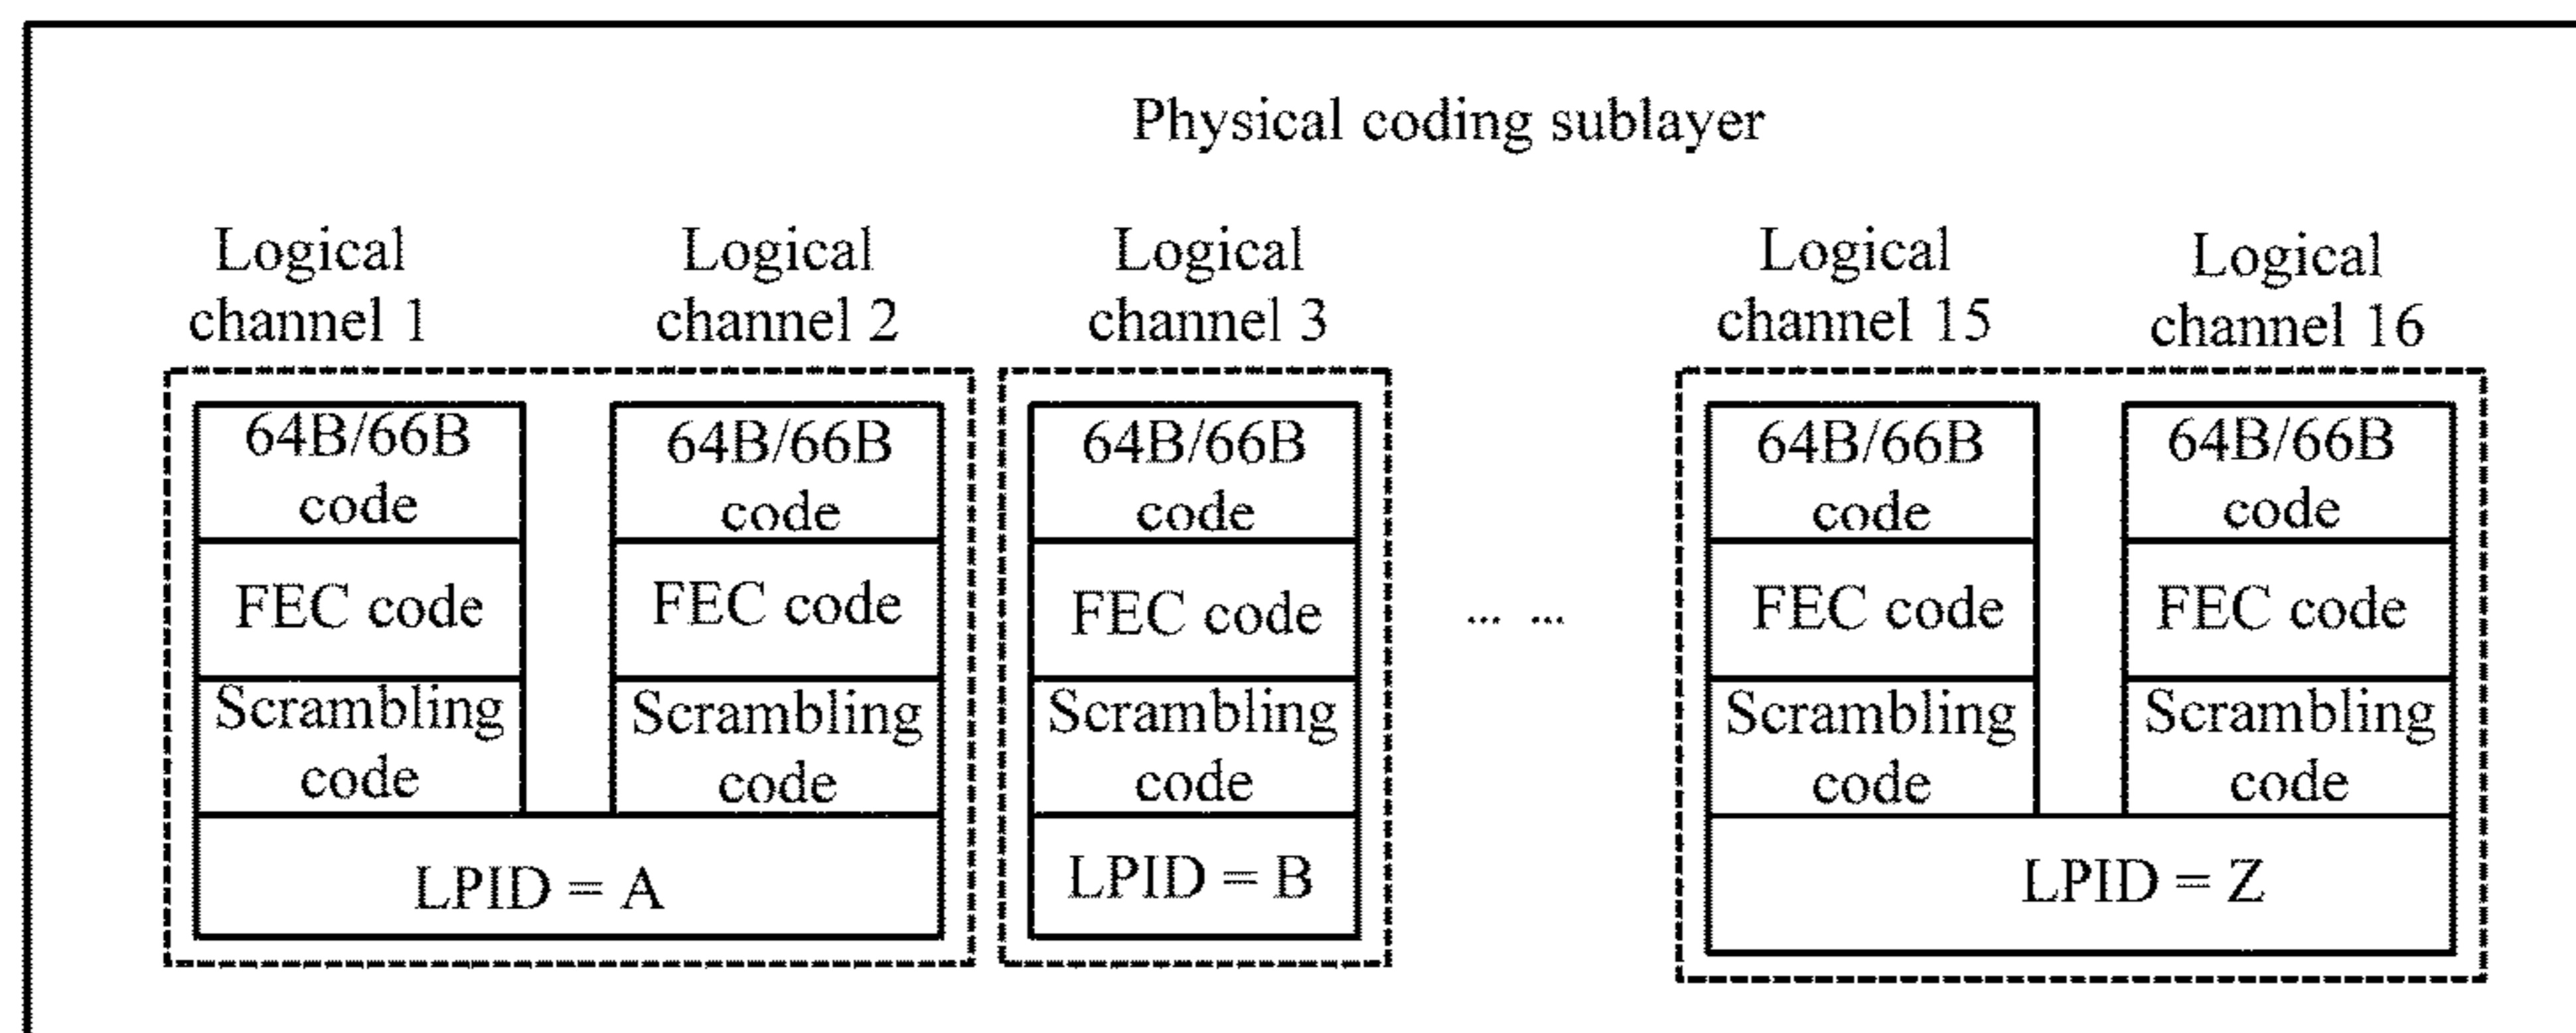 Physical coding sublayer
Logical
channel 1
Logical
channel 2
Logical
channel 3
Logical
channel 15
Logical
channel 16
64B/66B
code
FEC code
Scrambling
code
64B/66B
code
FEC code
Scrambling
code
LPID = A
64B/66B
code
FEC code
Scrambling
code
LPID = B
... ...
64B/66B
code
FEC code
Scrambling
code
64B/66B
code
FEC code
Scrambling
code
LPID = Z